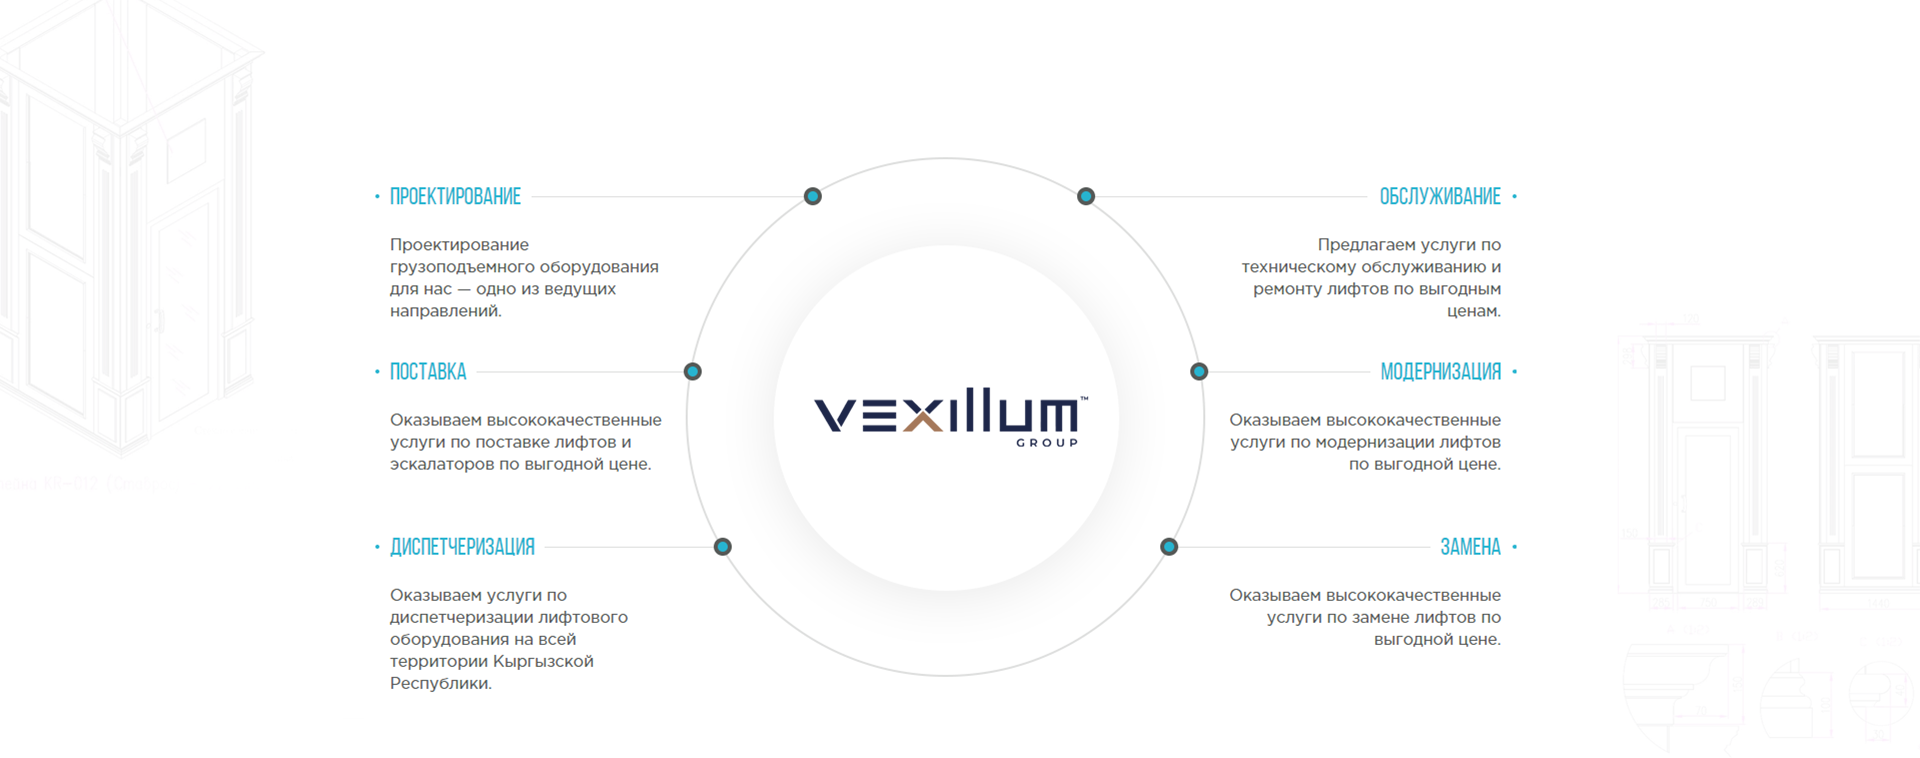 ПРОЕКТИРОВАНИЕ
Проектирование
грузоподъемного оборудования
для нас — одно из ведущих
направлений.
ПОСТАВКА
Оказываем высококачественные
услуги по поставке лифтов и
эскалаторов по выгодной цене.
ДИСПЕТЧЕРИЗАЦИЯ
Оказываем услуги по
диспетчеризации лифтового
оборудования на всей
территории Кыргызской
Республики.
VEXILLUM™
GROUP
ОБСЛУЖИВАНИЕ
Предлагаем услуги по
техническому обслуживанию и
ремонту лифтов по выгодным
ценам.
МОДЕРНИЗАЦИЯ
Оказываем высококачественные
услуги по модернизации лифтов
по выгодной цене.
ЗАМЕНА
Оказываем высококачественные
услуги по замене лифтов по
выгодной цене.